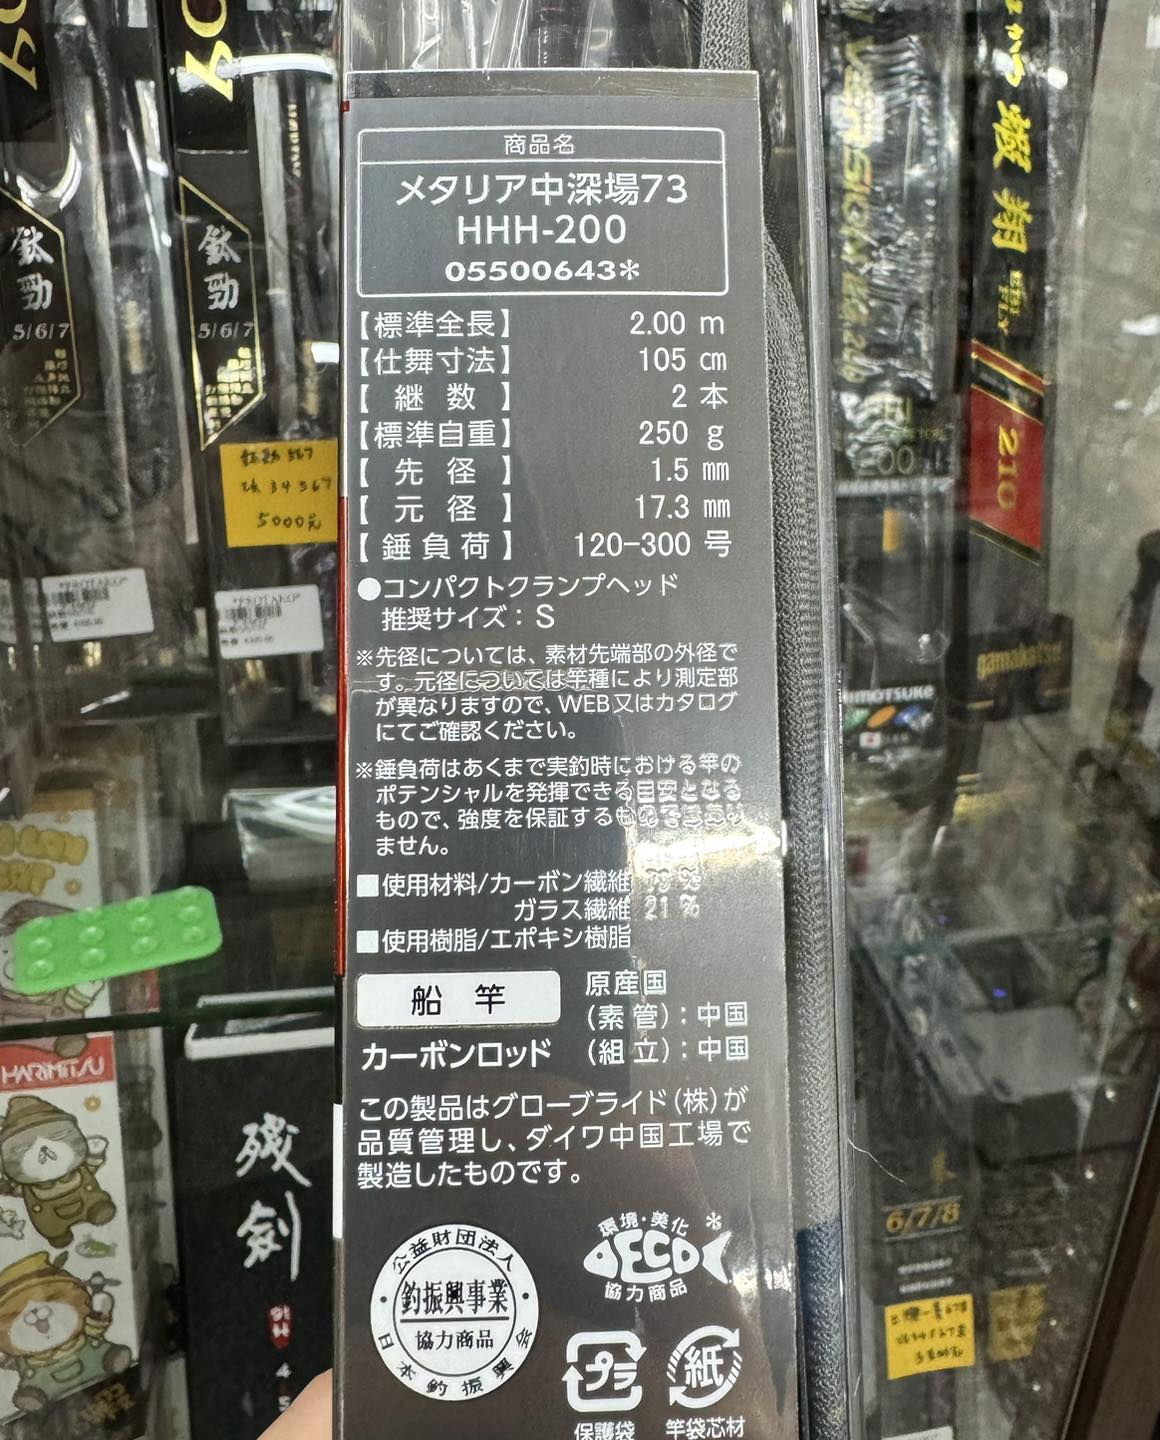 商品名
メタリア中深場73
HHH-200
05500643*
【標準全長】 2.00 m
【仕舞寸法】 105 cm
【継数】 2 本
【標準自重】 250 g
【先径】 1.5 mm
【元径】 17.3 mm
【錘負荷】 120-300 号
●コンパクトクランプヘッド
推奨サイズ：S
※先径については、素材先端部の外径で
す。元径については竿種により測定部
が異なりますので、WEB又はカタログ
にてご確認ください。
※錘負荷はあくまで実釣時における竿の
ポテンシャルを発揮できる目安となる
もので、強度を保証するものではあり
ません。
■使用材料/カーボン繊維
ガラス繊維 21 %
■使用樹脂/エポキシ樹脂
船竿
カーボンロッド
原産国
(素管)：中国
(組立)：中国
この製品はグローブライド(株)が
品質管理し、ダイワ中国工場で
製造したものです。
公益財団法人
釣振興事業
協力商品
日本釣振興会
環境・美化*
ECO
協力商品
プラ
保護袋
紙
竿袋芯材
鈦勁
5/6/7
鈦勁
5/6/7
5000元
残剣
210
gamakatsu
6/7/8